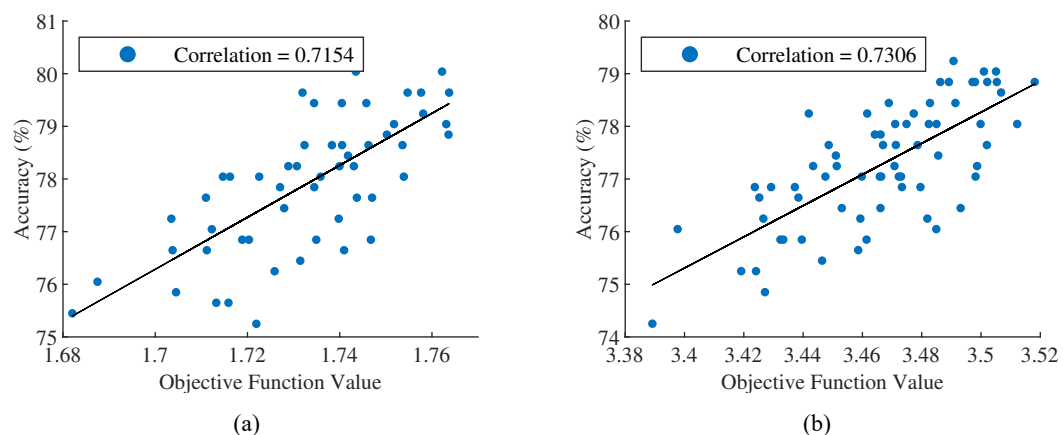 81
80
79
78
77
76
75
Accuracy (%)
Correlation = 0.7154
1.68 1.7 1.72 1.74 1.76
Objective Function Value
(a)
80
79
78
77
76
75
74
Accuracy (%)
Correlation = 0.7306
3.38 3.4 3.42 3.44 3.46 3.48 3.5 3.52
Objective Function Value
(b)